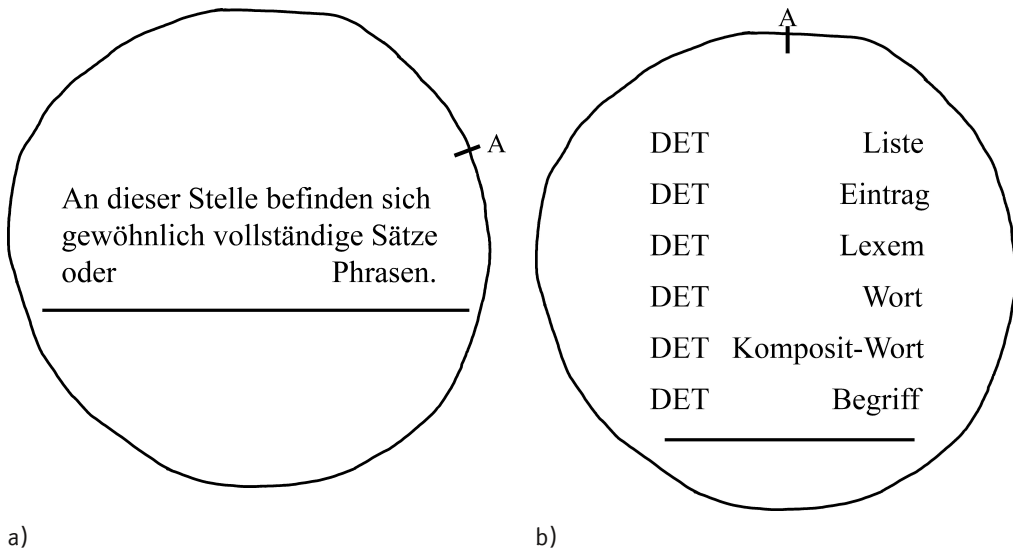 A
An dieser Stelle befinden sich
gewöhnlich vollständige Sätze
oder Phrasen.
a)
A
DET Liste
DET Eintrag
DET Lexem
DET Wort
DET Komposit-Wort
DET Begriff
b)